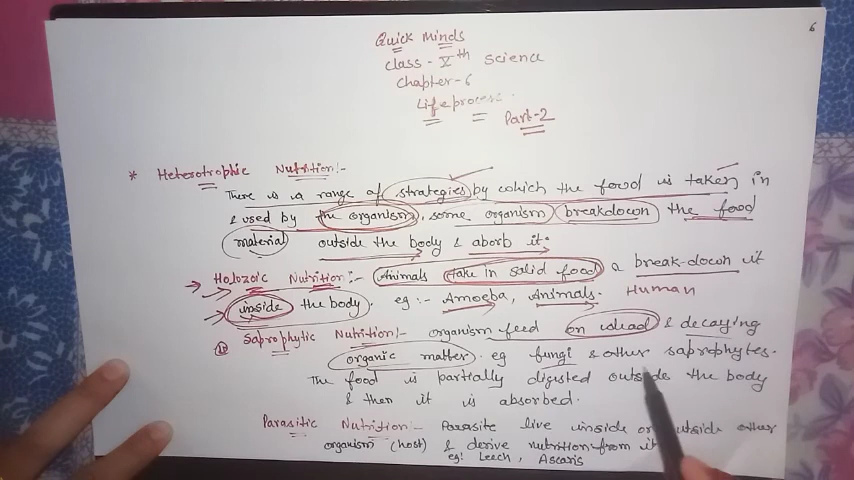 6
Quick Minds
Class - Xth Science
Chapter-6
Lifeprocess
Part-2
* Heterotrophic Nutrition:-
There is a range of strategies by which the food is taken in
& used by the organism, some organism breakdown the food
material outside the body & absorb it.
→ Holozoic Nutrition:- Animals take in solid food & break-down it
inside the body. eg:- Amoeba, Animals. Human
Saprophytic Nutrition:- organism feed on dead & decaying
organic matter. eg fungi & other saprophytes.
The food is partially digested outside the body
& then it is absorbed.
Parasitic Nutrition- Parasite live inside or outside other
organism (host) & derive nutrition from it
eg! Leech, Ascaris